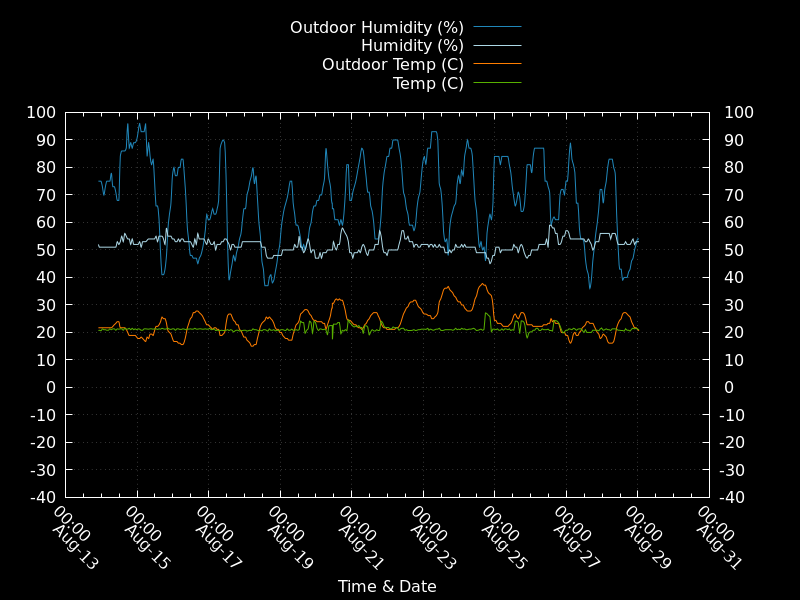 Outdoor Humidity (%)
Humidity (%)
Outdoor Temp (C)
Temp (C)
100 100
90 90
80 80
70 70
60 60
50 50
40 40
30 30
20 20
10 10
0 0
-10 -10
-20 -20
-30 -30
-40 -40
00:00 Aug-13
00:00 Aug-15
00:00 Aug-17
00:00 Aug-19
00:00 Aug-21
00:00 Aug-23
00:00 Aug-25
00:00 Aug-27
00:00 Aug-29
00:00 Aug-31
Time & Date